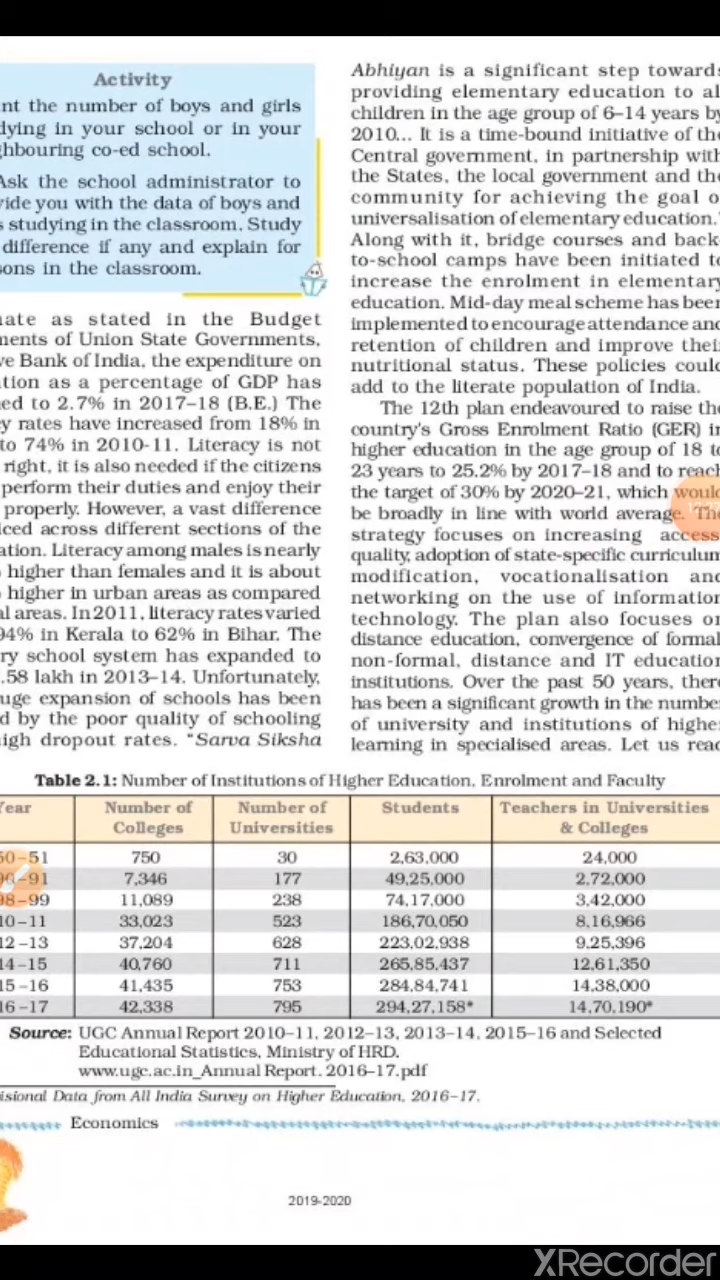 Activity
nt the number of boys and girls
dying in your school or in your
ghbouring co-ed school.
Ask the school administrator to
vide you with the data of boys and
s studying in the classroom. Study
difference if any and explain for
sons in the classroom.
nate as stated in the Budget
ments of Union State Governments,
ve Bank of India, the expenditure on
ation as a percentage of GDP has
ed to 2.7% in 2017–18 (B.E.) The
cy rates have increased from 18% in
to 74% in 2010-11. Literacy is not
right, it is also needed if the citizens
perform their duties and enjoy their
properly. However, a vast difference
iced across different sections of the
ation. Literacy among males is nearly
higher than females and it is about
higher in urban areas as compared
al areas. In 2011, literacy rates varied
94% in Kerala to 62% in Bihar. The
ry school system has expanded to
.58 lakh in 2013–14. Unfortunately,
uge expansion of schools has been
d by the poor quality of schooling
high dropout rates. "Sarva Siksha
Abhiyan is a significant step towards
providing elementary education to al
children in the age group of 6–14 years by
2010... It is a time-bound initiative of the
Central government, in partnership with
the States, the local government and the
community for achieving the goal o
universalisation of elementary education."
Along with it, bridge courses and back-
to-school camps have been initiated to
increase the enrolment in elementary
education. Mid-day meal scheme has been
implemented to encourage attendance and
retention of children and improve their
nutritional status. These policies could
add to the literate population of India.
The 12th plan endeavoured to raise the
country's Gross Enrolment Ratio (GER) in
higher education in the age group of 18 to
23 years to 25.2% by 2017–18 and to reach
the target of 30% by 2020–21, which would
be broadly in line with world average. The
strategy focuses on increasing access,
quality, adoption of state-specific curriculum
modification, vocationalisation and
networking on the use of information
technology. The plan also focuses on
distance education, convergence of formal,
non-formal, distance and IT education
institutions. Over the past 50 years, there
has been a significant growth in the number
of university and institutions of higher
learning in specialised areas. Let us read
Table 2.1: Number of Institutions of Higher Education, Enrolment and Faculty
Year Number of Colleges Number of Universities Students Teachers in Universities & Colleges
50–51 750 30 2,63,000 24,000
90–91 7,346 177 49,25,000 2,72,000
98–99 11,089 238 74,17,000 3,42,000
10–11 33,023 523 186,70,050 8,16,966
12–13 37,204 628 223,02,938 9,25,396
14–15 40,760 711 265,85,437 12,61,350
15–16 41,435 753 284,84,741 14,38,000
16–17 42,338 795 294,27,158* 14,70,190*
Source: UGC Annual Report 2010–11, 2012–13, 2013–14, 2015–16 and Selected
Educational Statistics, Ministry of HRD.
www.ugc.ac.in_Annual Report. 2016–17.pdf
isional Data from All India Survey on Higher Education, 2016–17.
Economics
2019-2020
XRecorder